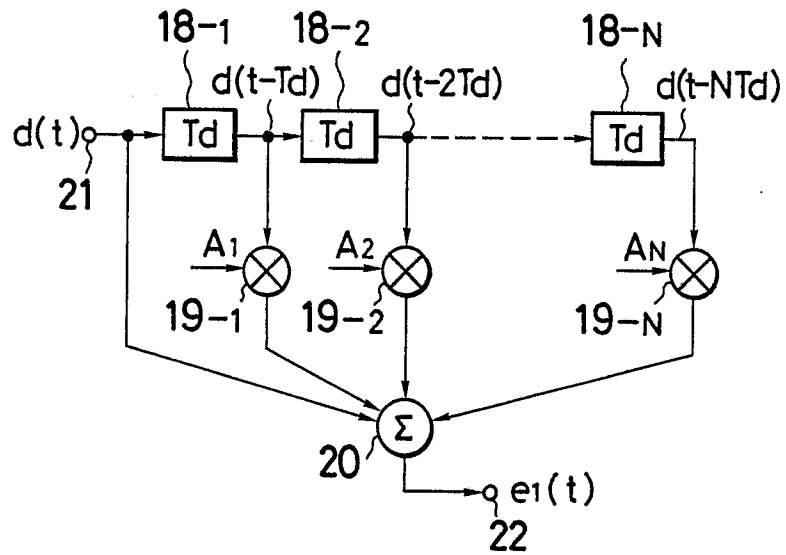 18-1 18-2 18-N
d(t-Td) d(t-2Td) d(t-NTd)
d(t) Td Td Td
21
A1 A2 AN
19-1 19-2 19-N
Σ
20
e1(t)
22